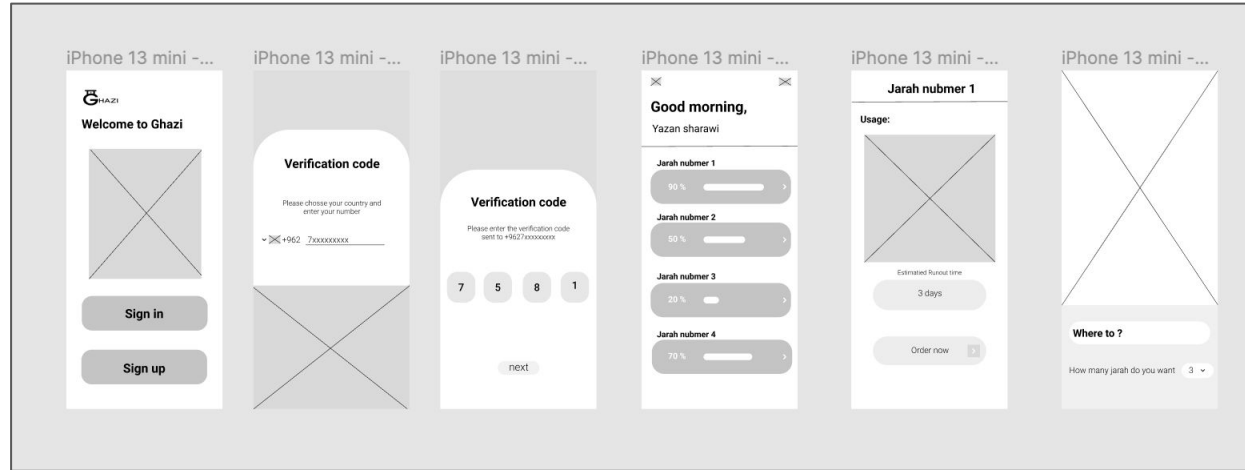 iPhone 13 mini -...
GHAZI
Welcome to Ghazi
Sign in
Sign up
iPhone 13 mini -...
Verification code
Please chosse your country and
enter your number
+962 7xxxxxxxxx
iPhone 13 mini -...
Verification code
Please enter the verification code
sent to +9627xxxxxxxxx
7 5 8 1
next
iPhone 13 mini -...
Good morning,
Yazan sharawi
Jarah nubmer 1
90 %
Jarah nubmer 2
50 %
Jarah nubmer 3
20 %
Jarah nubmer 4
70 %
iPhone 13 mini -...
Jarah nubmer 1
Usage:
Estimatied Runout time
3 days
Order now
iPhone 13 mini -...
Where to ?
How many jarah do you want 3